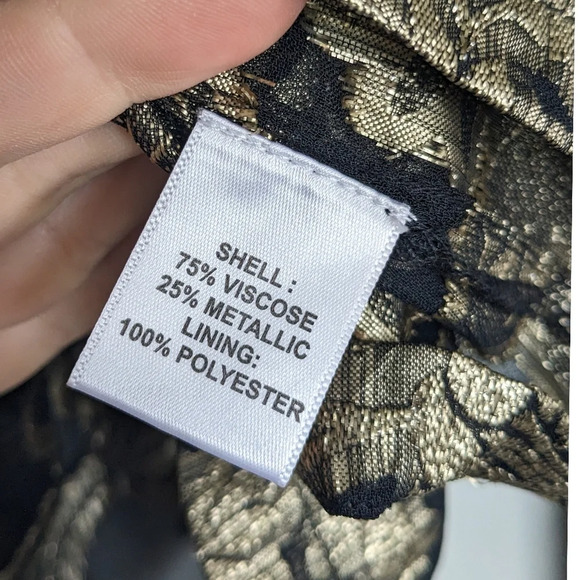 SHELL :
75% VISCOSE
25% METALLIC
LINING:
100% POLYESTER